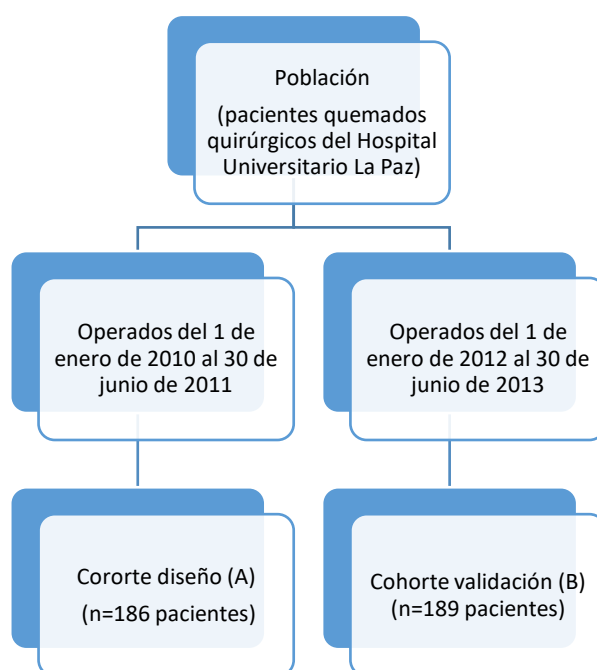 Población
(pacientes quemados
quirúrgicos del Hospital
Universitario La Paz)
Operados del 1 de
enero de 2010 al 30 de
junio de 2011
Operados del 1 de
enero de 2012 al 30 de
junio de 2013
Cororte diseño (A)
(n=186 pacientes)
Cohorte validación (B)
(n=189 pacientes)